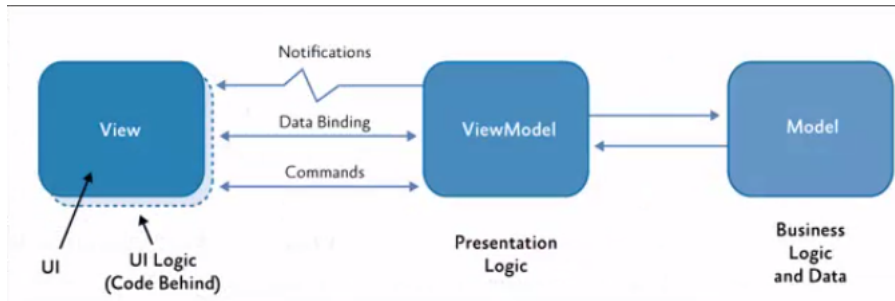 Notifications
View
Data Binding
ViewModel
Model
Commands
UI
UI Logic
(Code Behind)
Presentation
Logic
Business
Logic
and Data